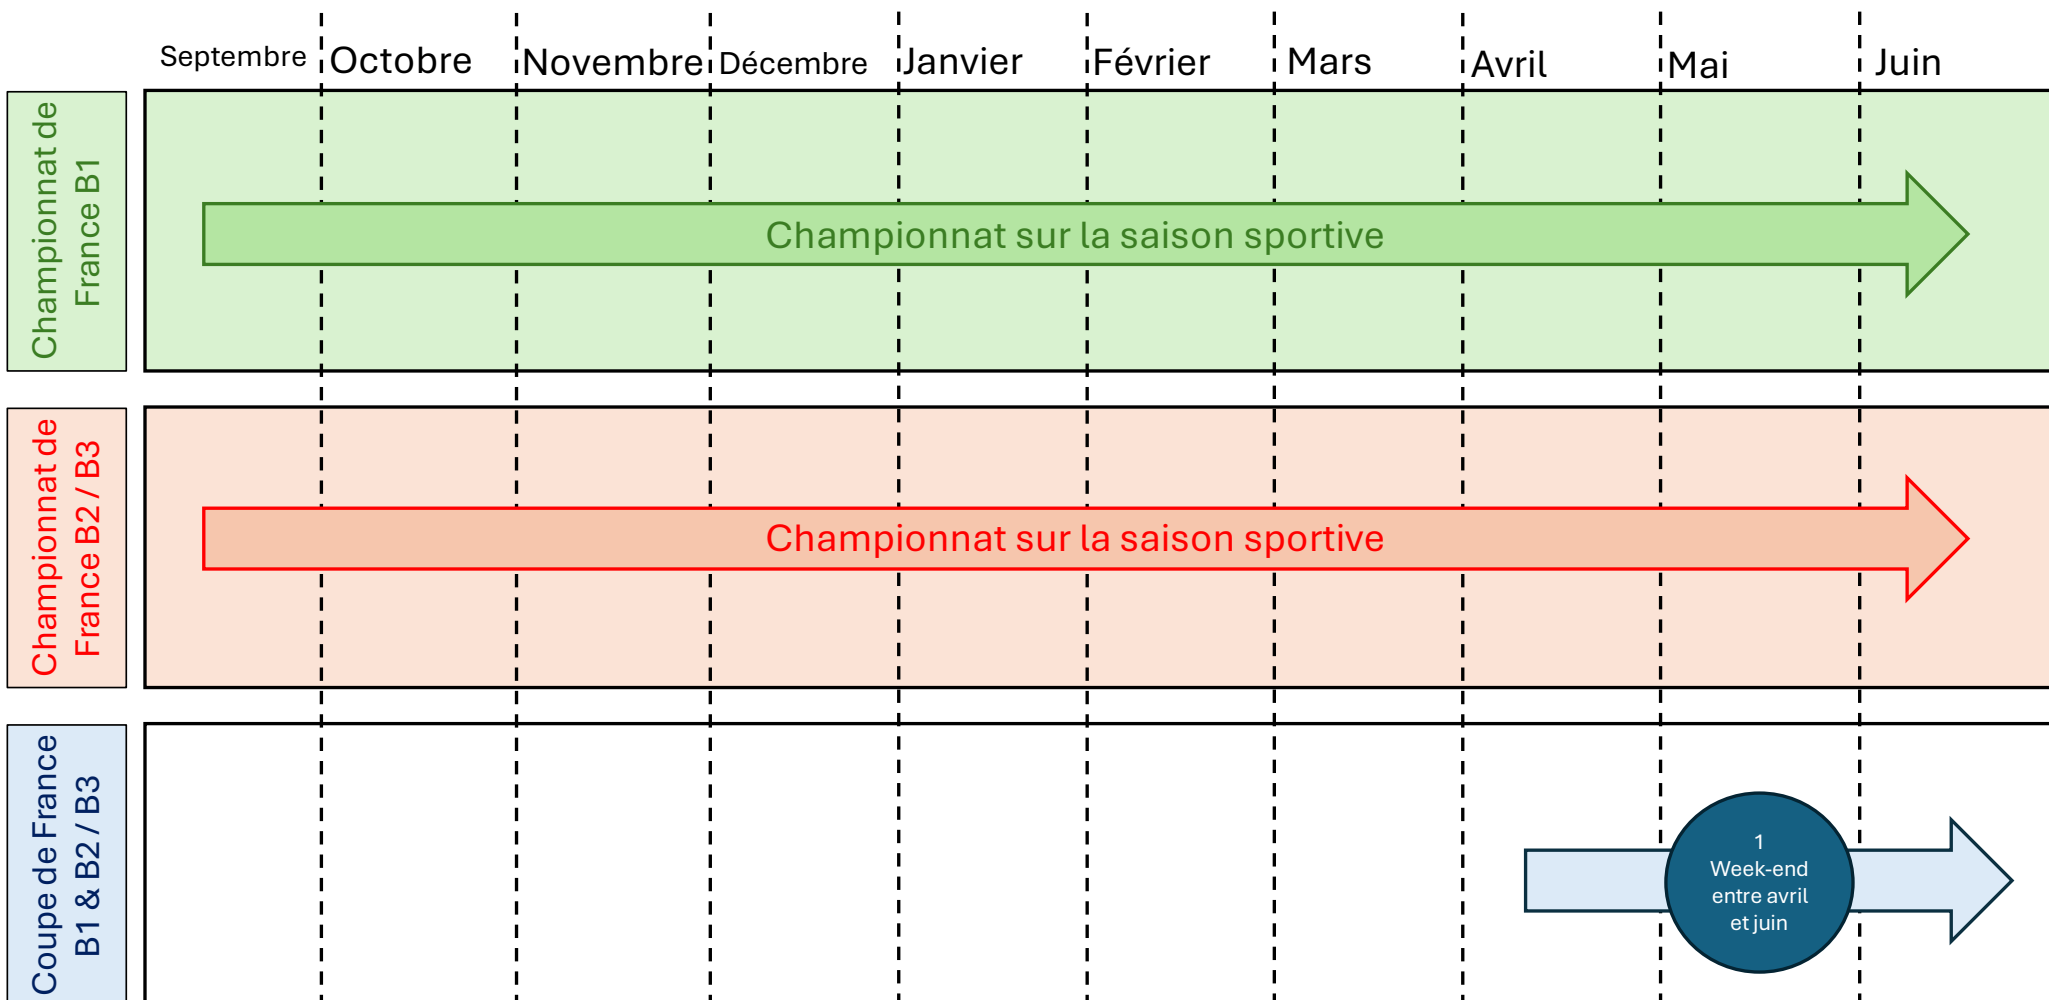 Septembre Octobre Novembre Décembre Janvier Février Mars Avril Mai Juin
Championnat de
France B1
Championnat sur la saison sportive
Championnat de
France B2 / B3
Championnat sur la saison sportive
Coupe de France
B1 & B2 / B3
1
Week-end
entre avril
et juin